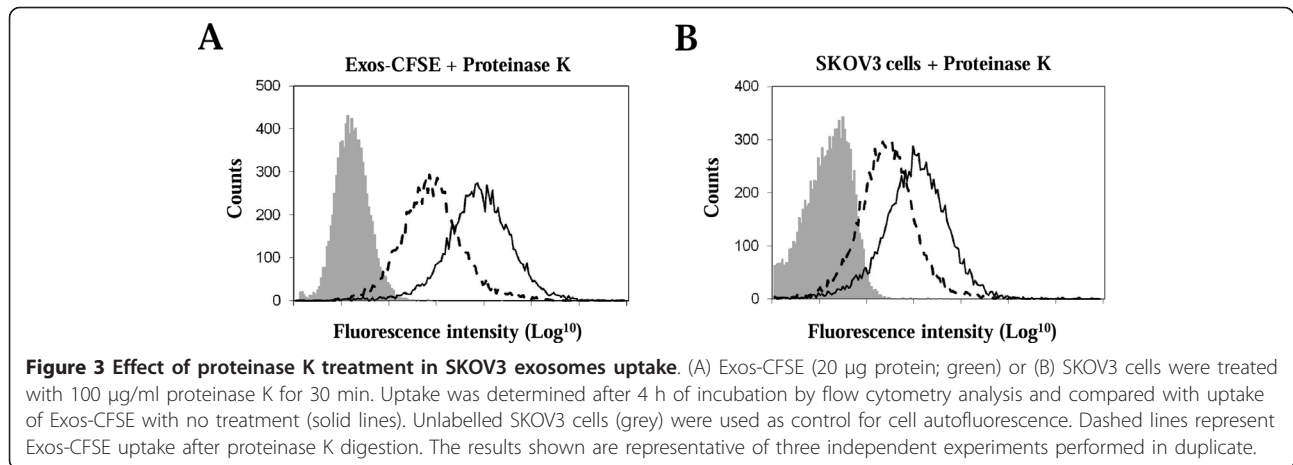 A
Exos-CFSE + Proteinase K
500
400
300
200
100
0
Counts
Fluorescence intensity (Log¹⁰)
B
SKOV3 cells + Proteinase K
400
300
200
100
0
Counts
Fluorescence intensity (Log¹⁰)
Figure 3 Effect of proteinase K treatment in SKOV3 exosomes uptake. (A) Exos-CFSE (20 μg protein; green) or (B) SKOV3 cells were treated
with 100 μg/ml proteinase K for 30 min. Uptake was determined after 4 h of incubation by flow cytometry analysis and compared with uptake
of Exos-CFSE with no treatment (solid lines). Unlabelled SKOV3 cells (grey) were used as control for cell autofluorescence. Dashed lines represent
Exos-CFSE uptake after proteinase K digestion. The results shown are representative of three independent experiments performed in duplicate.